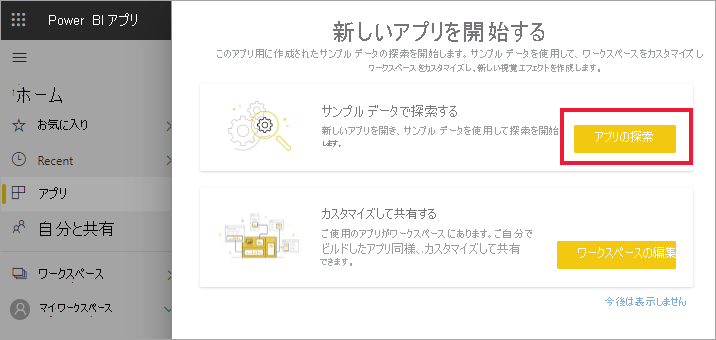 Power BI アプリ
ホーム
お気に入り
Recent
アプリ
自分と共有
ワークスペース
マイワークスペース
新しいアプリを開始する
このアプリ用に作成されたサンプル データの探索を開始します。サンプル データを使用して、ワークスペースをカスタマイズし
ワークスペースをカスタマイズし、新しい視覚エフェクトを作成します。
サンプル データで探索する
新しいアプリを開き、サンプル データを使用して探索を開始
します。
アプリの探索
カスタマイズして共有する
ご使用のアプリがワークスペースにあります。ご自分で
ビルドしたアプリ同様、カスタマイズして共有
できます。
ワークスペースの編集
今後は表示しません